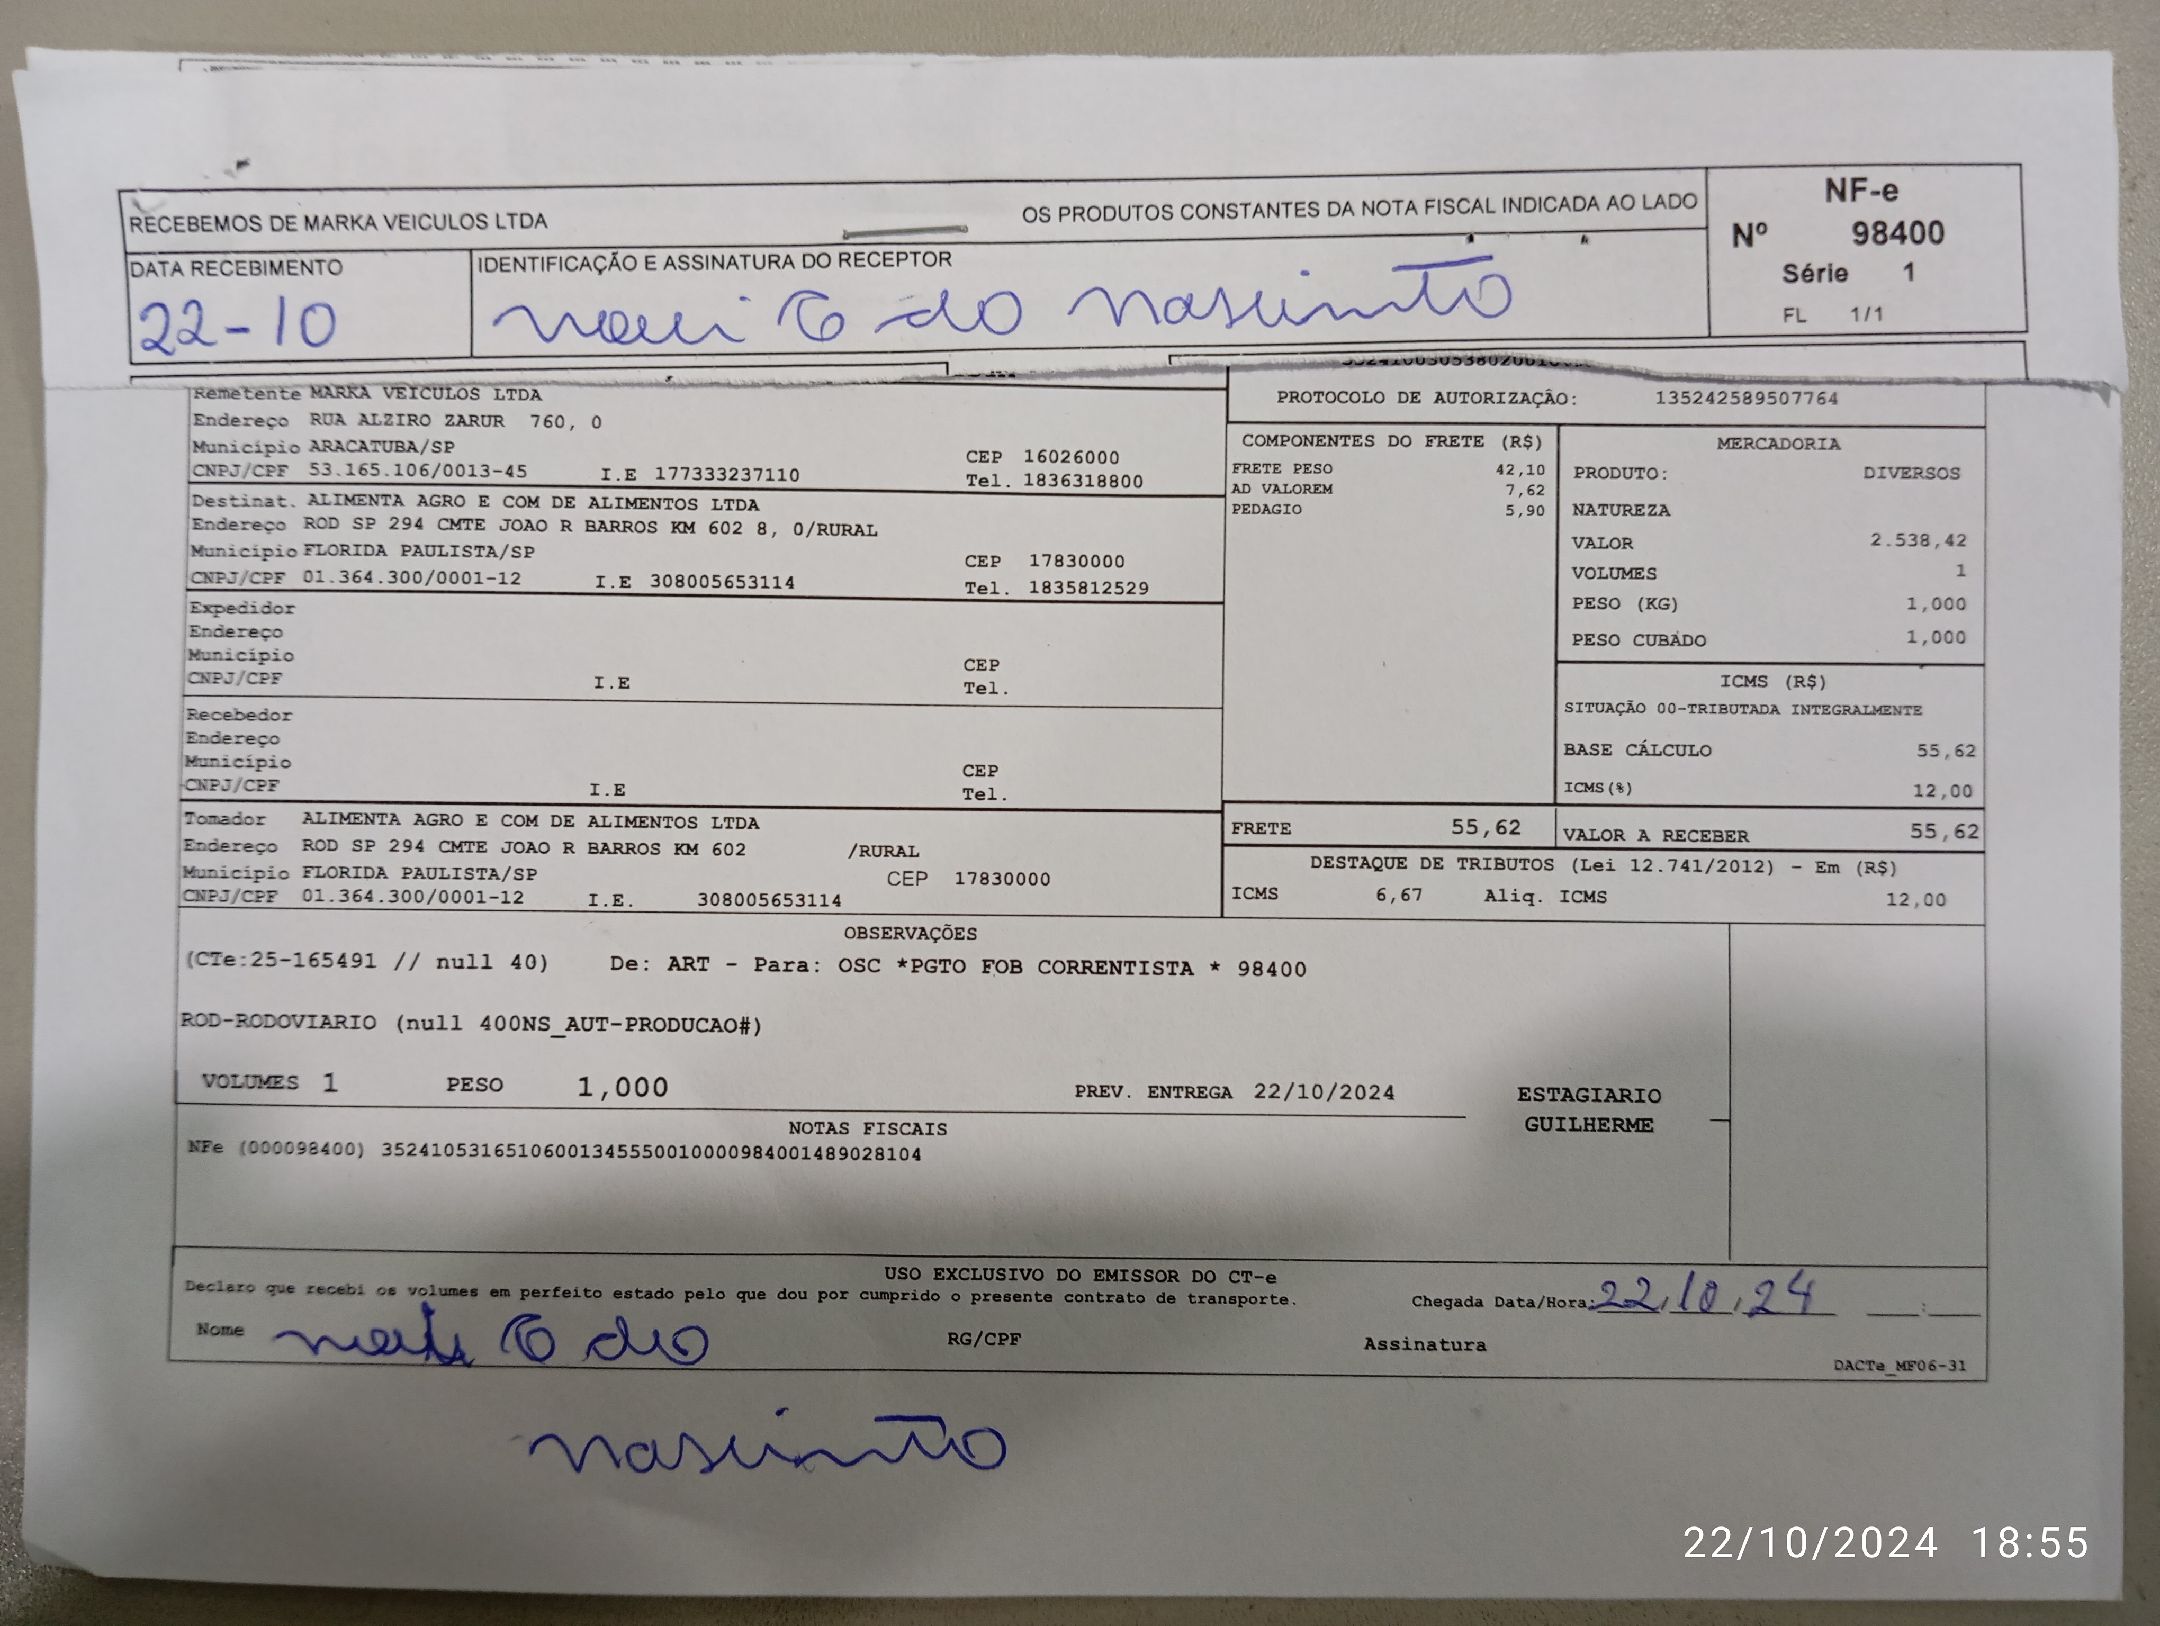 RECEBEMOS DE MARKA VEICULOS LTDA OS PRODUTOS CONSTANTES DA NOTA FISCAL INDICADA AO LADO
NF-e
Nº 98400
Série 1
FL 1/1
DATA RECEBIMENTO
22-10
IDENTIFICAÇÃO E ASSINATURA DO RECEPTOR
do Nascimto
Remetente MARKA VEICULOS LTDA
Endereço RUA ALZIRO ZARUR 760, 0
Município ARACATUBA/SP CEP 16026000
CNPJ/CPF 53.165.106/0013-45 I.E 177333237110 Tel. 1836318800
Destinat. ALIMENTA AGRO E COM DE ALIMENTOS LTDA
Endereço ROD SP 294 CMTE JOAO R BARROS KM 602 8, 0/RURAL
Município FLORIDA PAULISTA/SP CEP 17830000
CNPJ/CPF 01.364.300/0001-12 I.E 308005653114 Tel. 1835812529
Expedidor
Endereço
Município CEP
CNPJ/CPF I.E Tel.
Recebedor
Endereço
Município CEP
CNPJ/CPF I.E Tel.
Tomador ALIMENTA AGRO E COM DE ALIMENTOS LTDA
Endereço ROD SP 294 CMTE JOAO R BARROS KM 602 /RURAL
Município FLORIDA PAULISTA/SP CEP 17830000
CNPJ/CPF 01.364.300/0001-12 I.E. 308005653114
PROTOCOLO DE AUTORIZAÇÃO: 135242589507764
COMPONENTES DO FRETE (R$)
FRETE PESO 42,10
AD VALOREM 7,62
PEDAGIO 5,90
MERCADORIA
PRODUTO: DIVERSOS
NATUREZA
VALOR 2.538,42
VOLUMES 1
PESO (KG) 1,000
PESO CUBADO 1,000
ICMS (R$)
SITUAÇÃO 00-TRIBUTADA INTEGRALMENTE
BASE CÁLCULO 55,62
ICMS(%) 12,00
FRETE 55,62 VALOR A RECEBER 55,62
DESTAQUE DE TRIBUTOS (Lei 12.741/2012) - Em (R$)
ICMS 6,67 Aliq. ICMS 12,00
OBSERVAÇÕES
(CTe:25-165491 // null 40) De: ART - Para: OSC *PGTO FOB CORRENTISTA * 98400
ROD-RODOVIARIO (null 400NS_AUT-PRODUCAO#)
VOLUMES 1 PESO 1,000 PREV. ENTREGA 22/10/2024
ESTAGIARIO
GUILHERME
NOTAS FISCAIS
NFe (000098400) 35241053165106001345550010000984001489028104
USO EXCLUSIVO DO EMISSOR DO CT-e
Declaro que recebi os volumes em perfeito estado pelo que dou por cumprido o presente contrato de transporte.
Chegada Data/Hora: 22/10/24 __:__
Nome do RG/CPF Assinatura
DACTe_MF06-31
Nascimto
22/10/2024 18:55